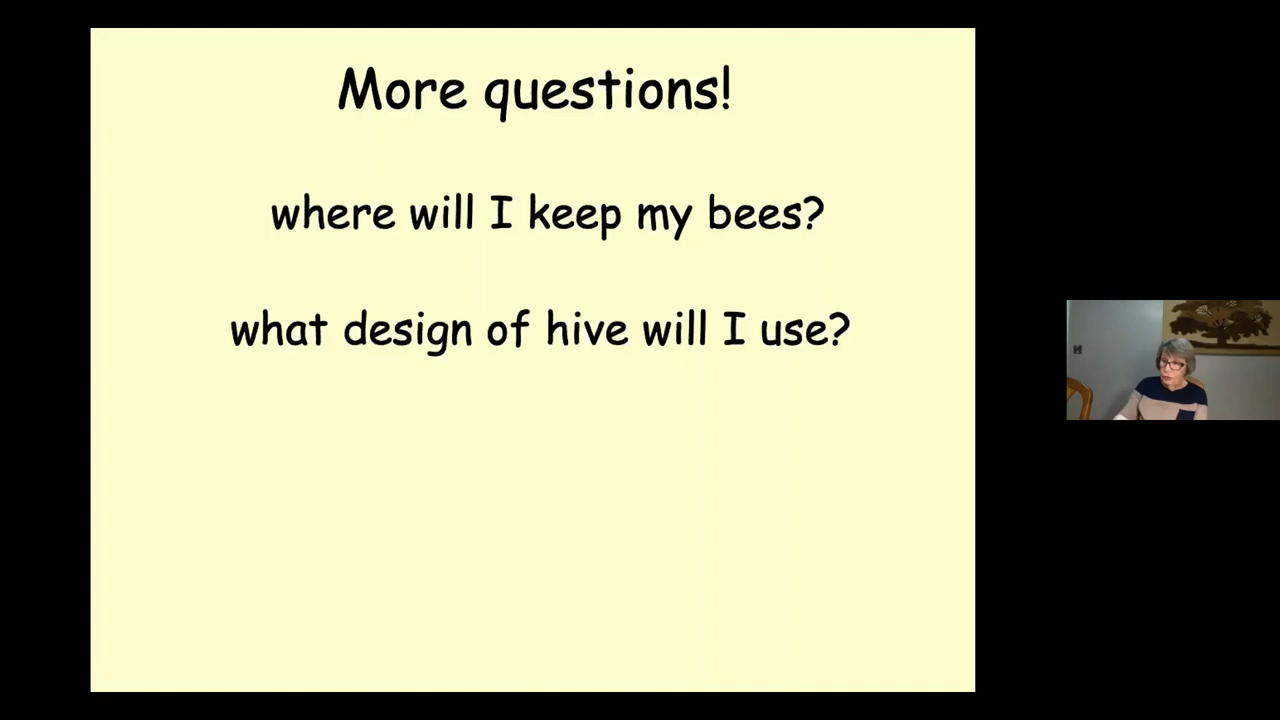 More questions!
where will I keep my bees?
what design of hive will I use?